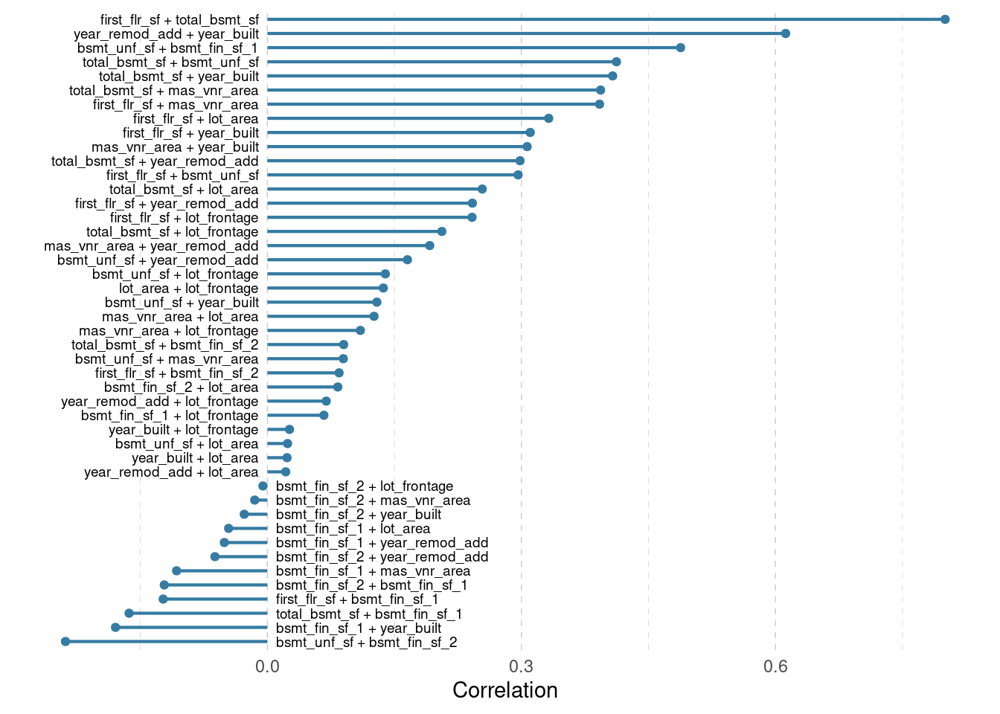 first_flr_sf + total_bsmt_sf
year_remod_add + year_built
bsmt_unf_sf + bsmt_fin_sf_1
total_bsmt_sf + bsmt_unf_sf
total_bsmt_sf + year_built
total_bsmt_sf + mas_vnr_area
first_flr_sf + mas_vnr_area
first_flr_sf + lot_area
first_flr_sf + year_built
mas_vnr_area + year_built
total_bsmt_sf + year_remod_add
first_flr_sf + bsmt_unf_sf
total_bsmt_sf + lot_area
first_flr_sf + year_remod_add
first_flr_sf + lot_frontage
total_bsmt_sf + lot_frontage
mas_vnr_area + year_remod_add
bsmt_unf_sf + year_remod_add
bsmt_unf_sf + lot_frontage
lot_area + lot_frontage
bsmt_unf_sf + year_built
mas_vnr_area + lot_area
mas_vnr_area + lot_frontage
total_bsmt_sf + bsmt_fin_sf_2
bsmt_unf_sf + mas_vnr_area
first_flr_sf + bsmt_fin_sf_2
bsmt_fin_sf_2 + lot_area
year_remod_add + lot_frontage
bsmt_fin_sf_1 + lot_frontage
year_built + lot_frontage
bsmt_unf_sf + lot_area
year_built + lot_area
year_remod_add + lot_area
bsmt_fin_sf_2 + lot_frontage
bsmt_fin_sf_2 + mas_vnr_area
bsmt_fin_sf_2 + year_built
bsmt_fin_sf_1 + lot_area
bsmt_fin_sf_1 + year_remod_add
bsmt_fin_sf_2 + year_remod_add
bsmt_fin_sf_1 + mas_vnr_area
bsmt_fin_sf_2 + bsmt_fin_sf_1
first_flr_sf + bsmt_fin_sf_1
total_bsmt_sf + bsmt_fin_sf_1
bsmt_fin_sf_1 + year_built
bsmt_unf_sf + bsmt_fin_sf_2
0.0 0.3 0.6
Correlation